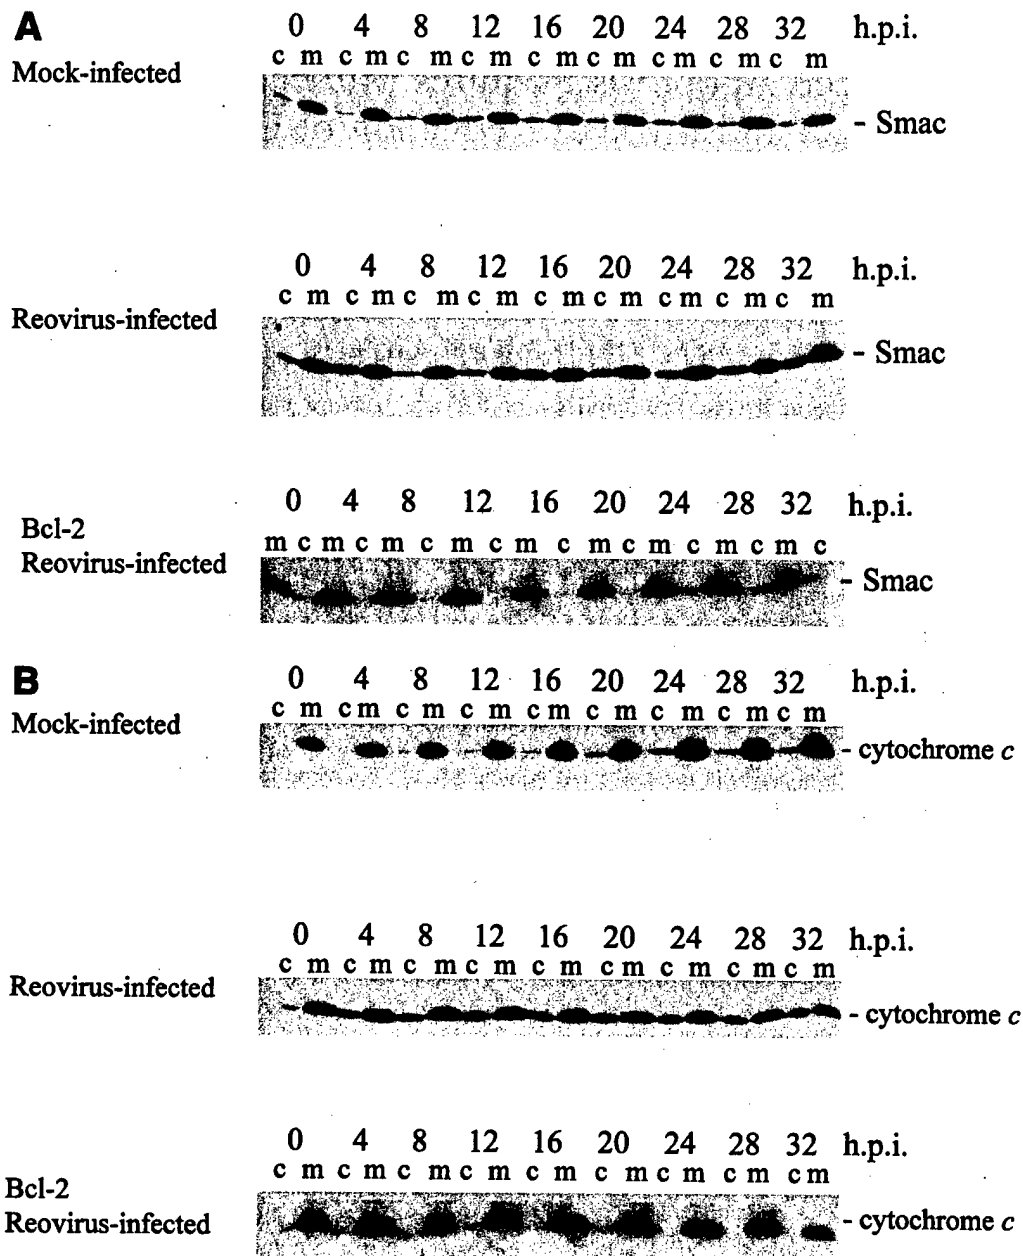 A
0 4 8 12 16 20 24 28 32 h.p.i.
c m c m c m c m c m c m c m c m c m
Mock-infected
- Smac
0 4 8 12 16 20 24 28 32 h.p.i.
c m c m c m c m c m c m c m c m c m
Reovirus-infected
- Smac
0 4 8 12 16 20 24 28 32 h.p.i.
Bcl-2
m c m c m c m c m c m c m c m c m c
Reovirus-infected
- Smac
B
0 4 8 12 16 20 24 28 32 h.p.i.
c m c m c m c m c m c m c m c m c m
Mock-infected
- cytochrome c
0 4 8 12 16 20 24 28 32 h.p.i.
c m c m c m c m c m c m c m c m c m
Reovirus-infected
- cytochrome c
0 4 8 12 16 20 24 28 32 h.p.i.
c m c m c m c m c m c m c m c m c m
Bcl-2
Reovirus-infected
- cytochrome c